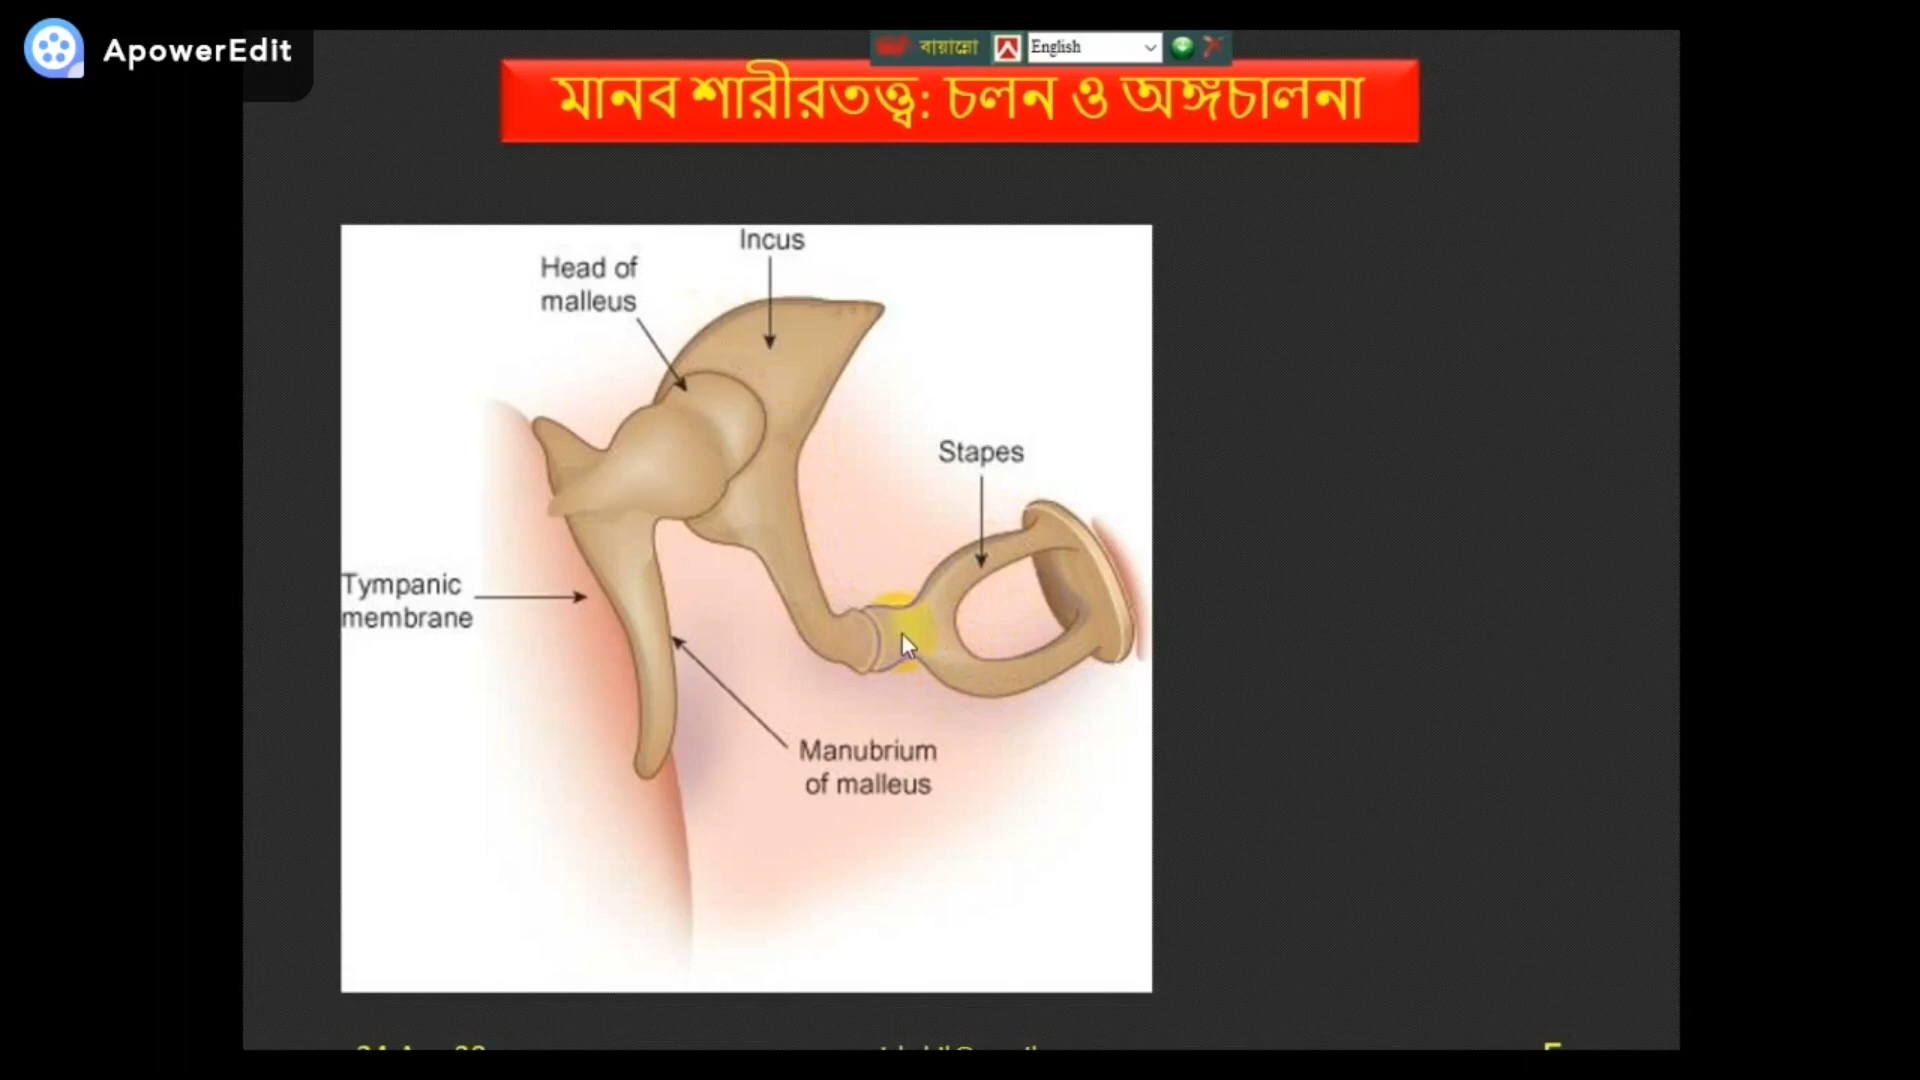 ApowerEdit
বায়ান্নো
English
মানব শারীরতত্ত্ব: চলন ও অঙ্গচালনা
Incus
Head of
malleus
Stapes
Tympanic
membrane
Manubrium
of malleus